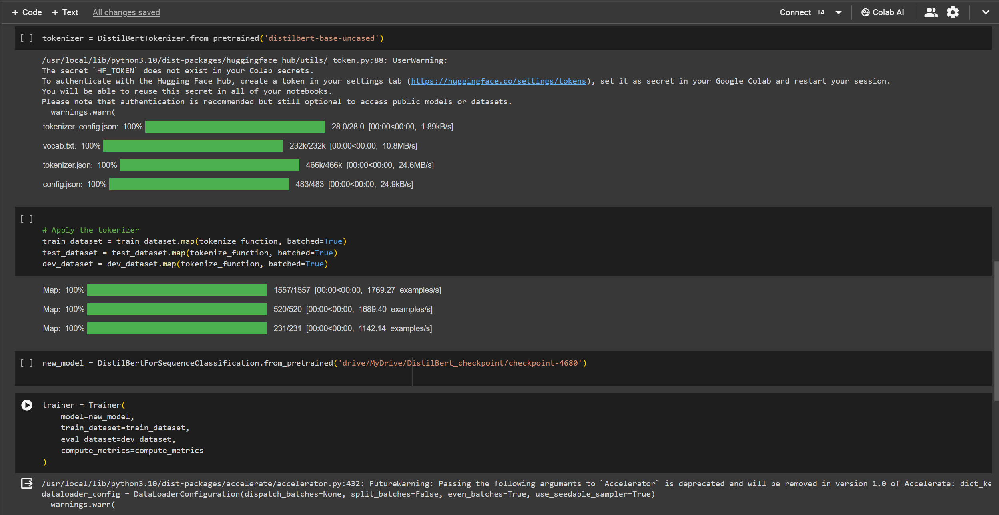 + Code + Text All changes saved Connect T4 Colab AI
[ ] tokenizer = DistilBertTokenizer.from_pretrained('distilbert-base-uncased')
/usr/local/lib/python3.10/dist-packages/huggingface_hub/utils/_token.py:88: UserWarning:
The secret `HF_TOKEN` does not exist in your Colab secrets.
To authenticate with the Hugging Face Hub, create a token in your settings tab (https://huggingface.co/settings/tokens), set it as secret in your Google Colab and restart your session.
You will be able to reuse this secret in all of your notebooks.
Please note that authentication is recommended but still optional to access public models or datasets.
  warnings.warn(
tokenizer_config.json: 100% 28.0/28.0 [00:00<00:00, 1.89kB/s]
vocab.txt: 100% 232k/232k [00:00<00:00, 10.8MB/s]
tokenizer.json: 100% 466k/466k [00:00<00:00, 24.6MB/s]
config.json: 100% 483/483 [00:00<00:00, 24.9kB/s]
[ ]
# Apply the tokenizer
train_dataset = train_dataset.map(tokenize_function, batched=True)
test_dataset = test_dataset.map(tokenize_function, batched=True)
dev_dataset = dev_dataset.map(tokenize_function, batched=True)
Map: 100% 1557/1557 [00:00<00:00, 1769.27 examples/s]
Map: 100% 520/520 [00:00<00:00, 1689.40 examples/s]
Map: 100% 231/231 [00:00<00:00, 1142.14 examples/s]
[ ] new_model = DistilBertForSequenceClassification.from_pretrained('drive/MyDrive/DistilBert_checkpoint/checkpoint-4680')
trainer = Trainer(
    model=new_model,
    train_dataset=train_dataset,
    eval_dataset=dev_dataset,
    compute_metrics=compute_metrics
)
/usr/local/lib/python3.10/dist-packages/accelerate/accelerator.py:432: FutureWarning: Passing the following arguments to `Accelerator` is deprecated and will be removed in version 1.0 of Accelerate: dict_ke
dataloader_config = DataLoaderConfiguration(dispatch_batches=None, split_batches=False, even_batches=True, use_seedable_sampler=True)
  warnings.warn(